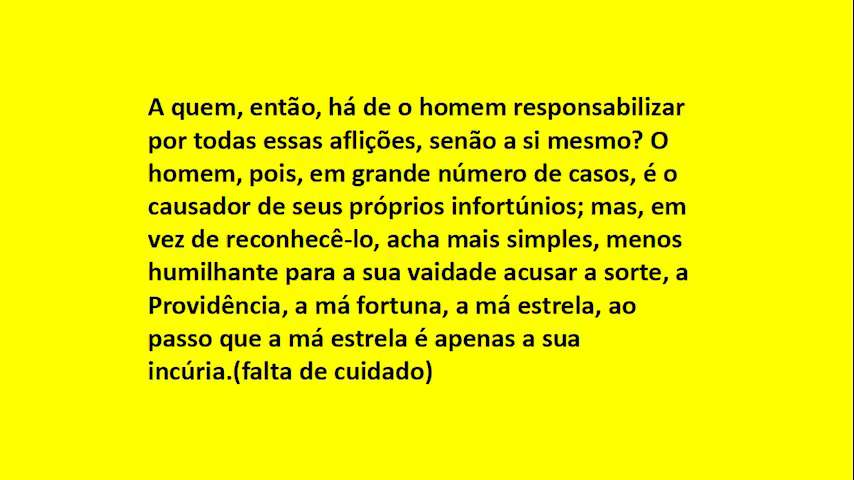 A quem, então, há de o homem responsabilizar
por todas essas aflições, senão a si mesmo? O
homem, pois, em grande número de casos, é o
causador de seus próprios infortúnios; mas, em
vez de reconhecê-lo, acha mais simples, menos
humilhante para a sua vaidade acusar a sorte, a
Providência, a má fortuna, a má estrela, ao
passo que a má estrela é apenas a sua
incúria.(falta de cuidado)